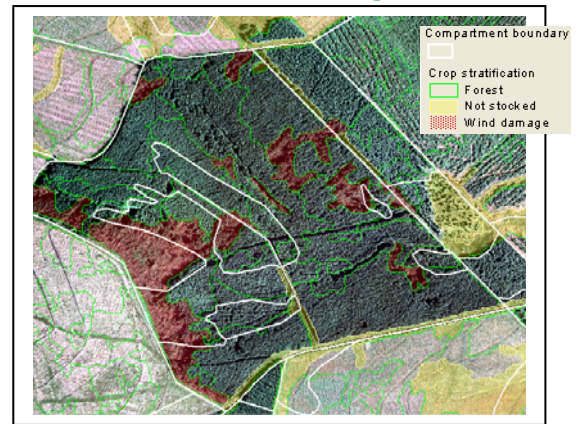 Compartment boundary
Crop stratification
Forest
Not stocked
Wind damage